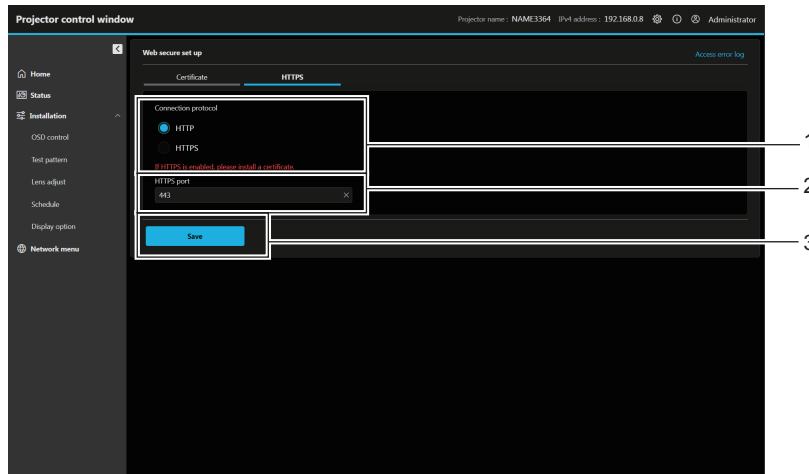 Projector control window
Projector name : NAME3364 IPv4 address : 192.168.0.8 Administrator
Web secure set up
Access error log
Home
Certificate HTTPS
Status
Installation
Connection protocol
HTTP
OSD control
HTTPS
Test pattern
If HTTPS is enabled, please install a certificate.
1
Lens adjust
HTTPS port
2
443
Schedule
Display option
Save
3
Network menu